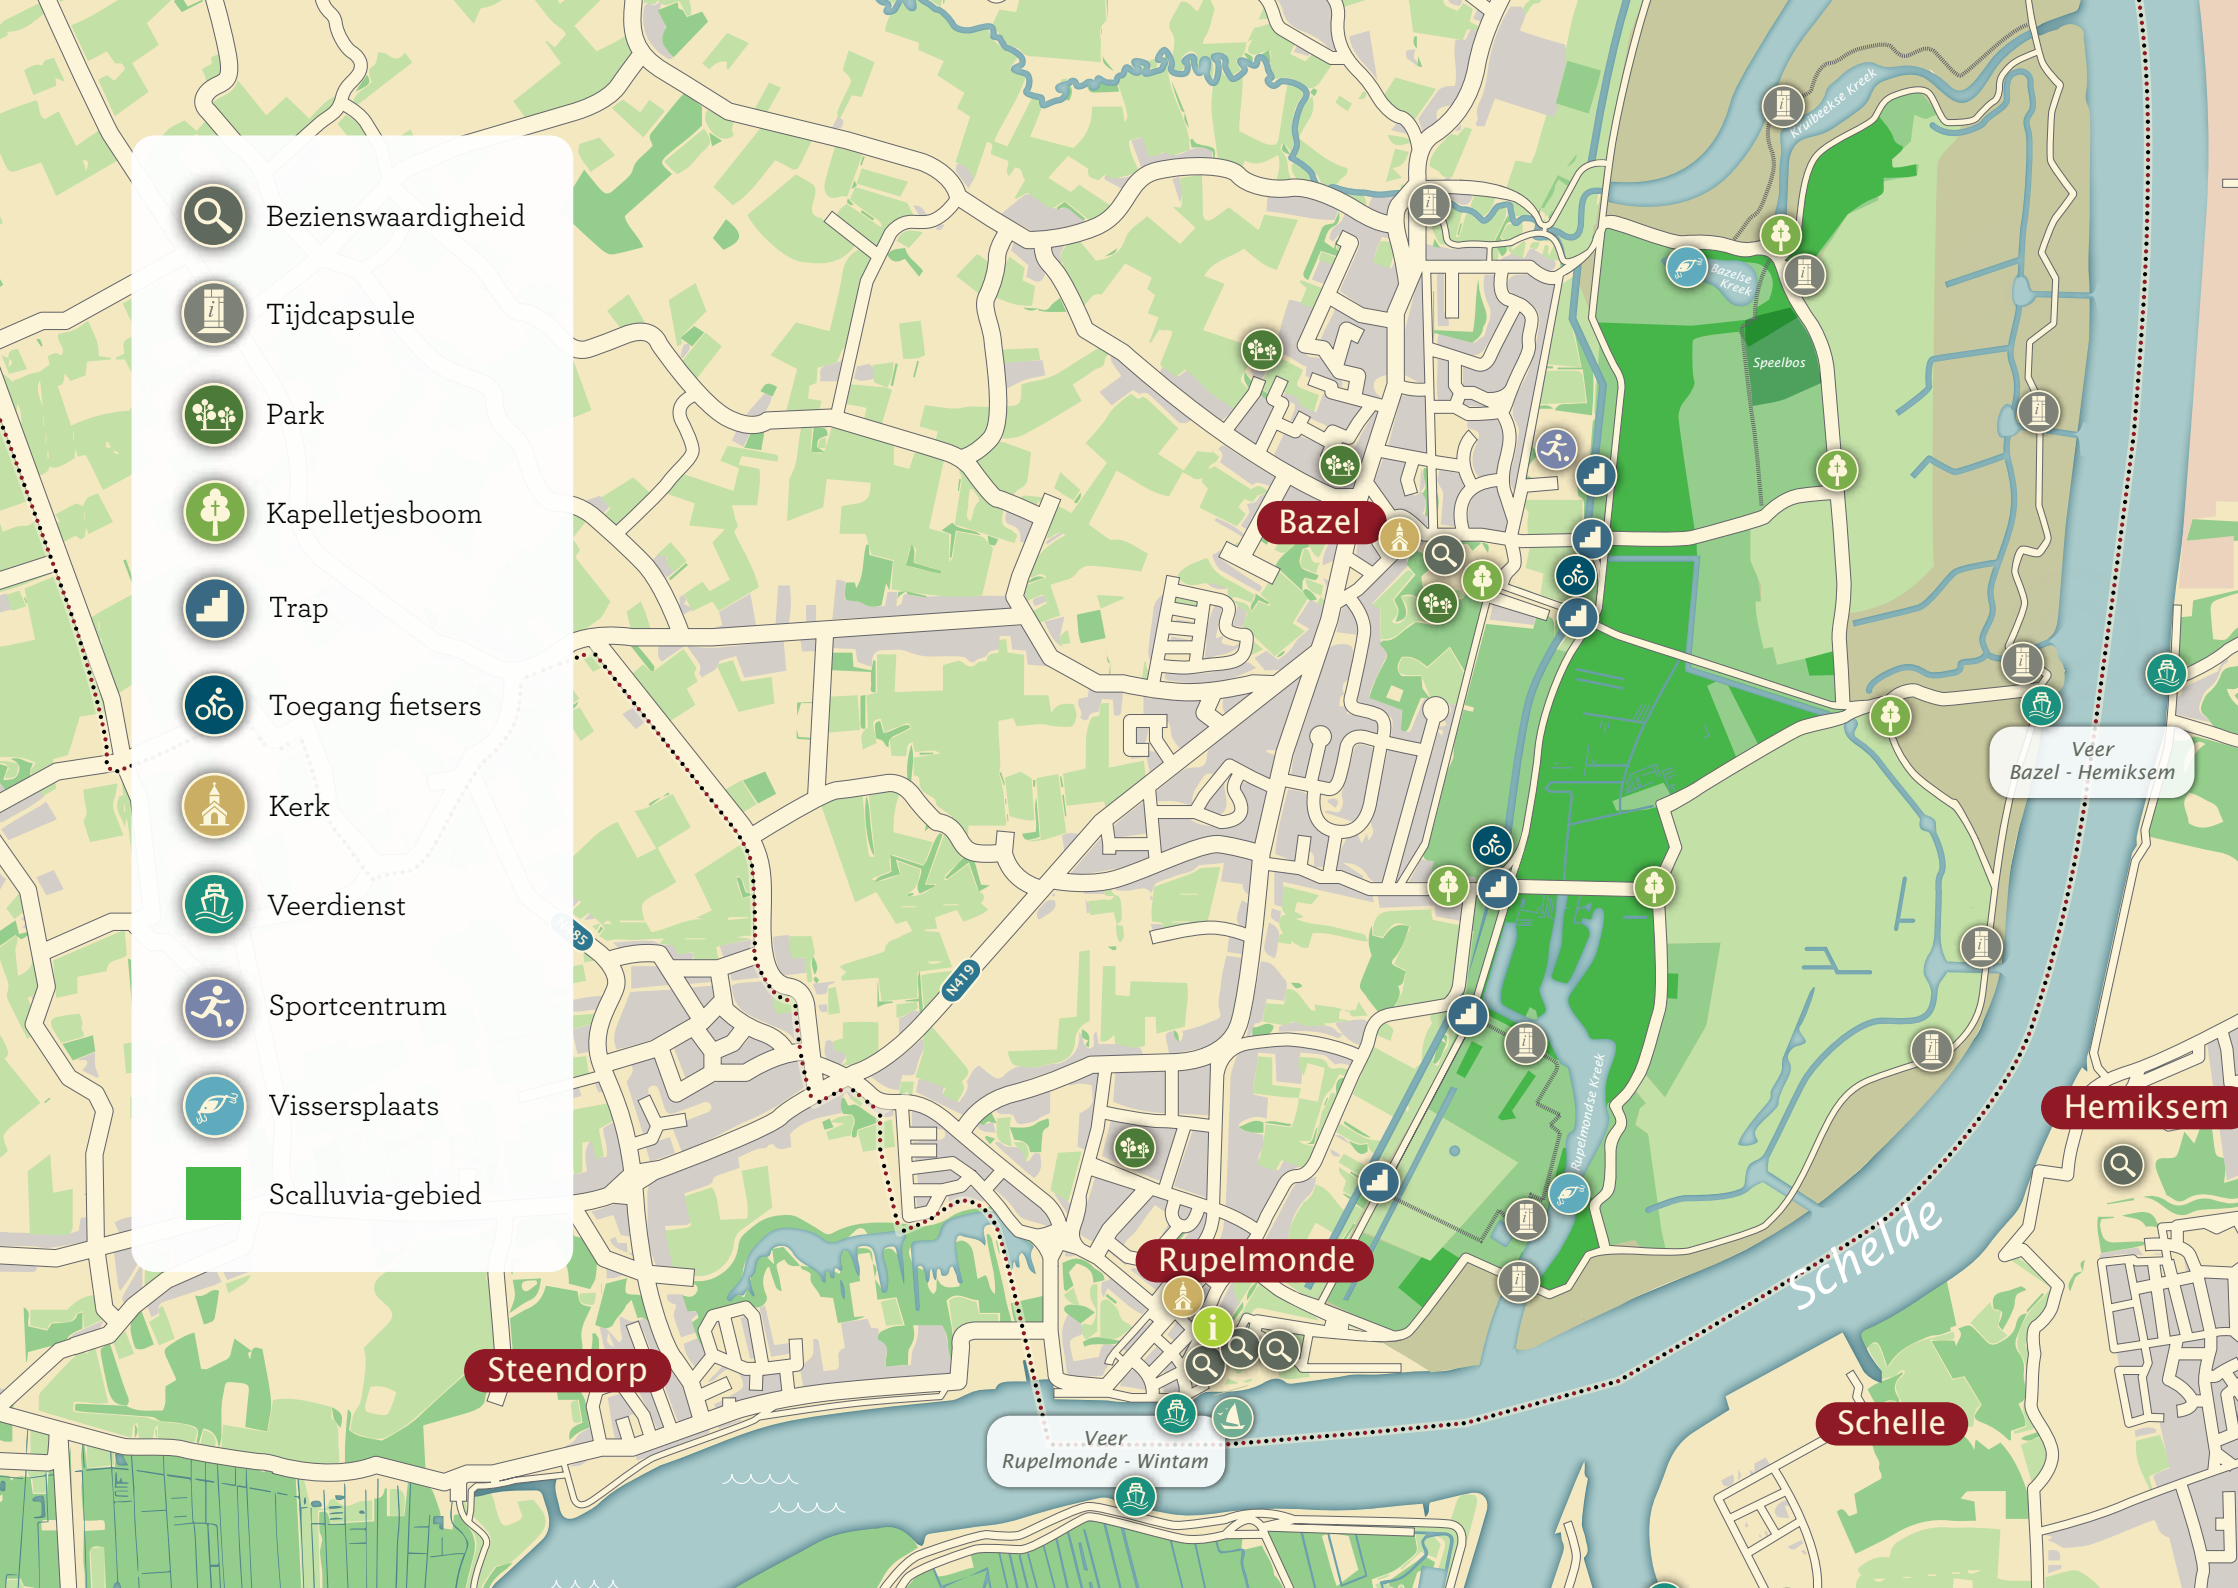 Bezienswaardigheid
Tijdcapsule
Park
Kapelletjesboom
Trap
Toegang fietsers
Kerk
Veerdienst
Sportcentrum
Vissersplaats
Scalluvia-gebied
Kruibeekse Kreek
Bazelse
Kreek
Speelbos
Bazel
Veer
Bazel - Hemiksem
N419
Rupelmondse Kreek
Hemiksem
Schelde
Rupelmonde
i
Steendorp
Schelle
Veer
Rupelmonde - Wintam